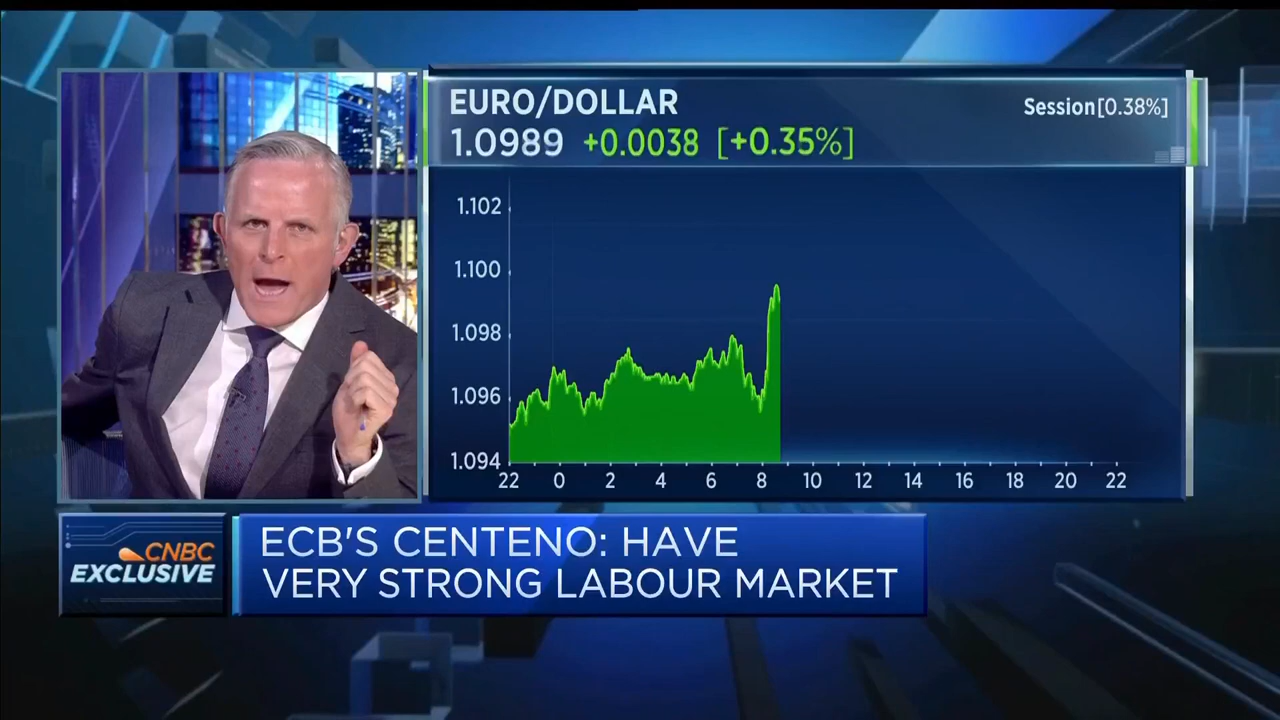 EURO/DOLLAR
Session[0.38%]
1.0989 +0.0038 [+0.35%]
1.102
1.100
1.098
1.096
1.094
22 0 2 4 6 8 10 12 14 16 18 20 22
CNBC
EXCLUSIVE
ECB'S CENTENO: HAVE
VERY STRONG LABOUR MARKET